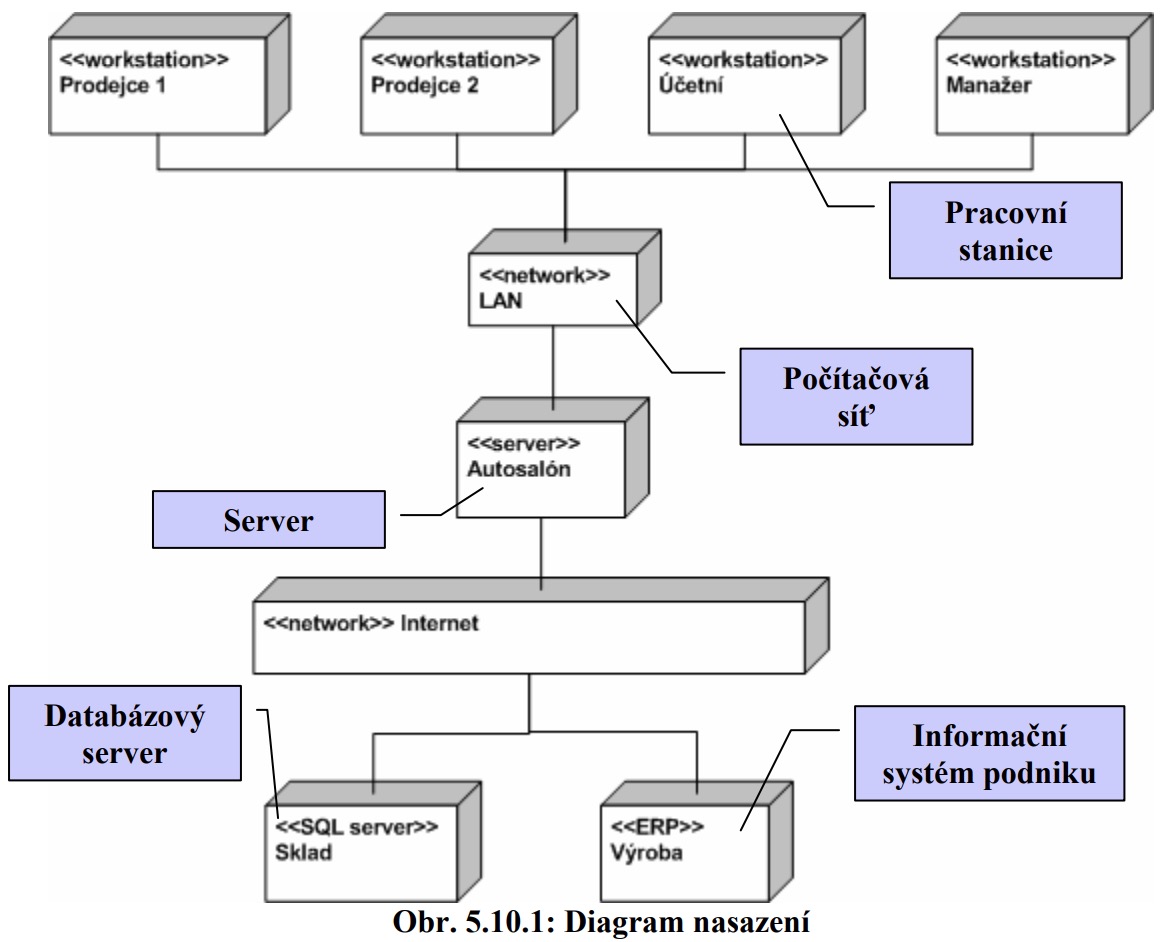 <<workstation>>
Prodejce 1
<<workstation>>
Prodejce 2
<<workstation>>
Účetní
<<workstation>>
Manažer
Pracovní
stanice
<<network>>
LAN
Počítačová
síť
<<server>>
Autosalón
Server
<<network>> Internet
Databázový
server
Informační
systém podniku
<<SQL server>>
Sklad
<<ERP>>
Výroba
Obr. 5.10.1: Diagram nasazení